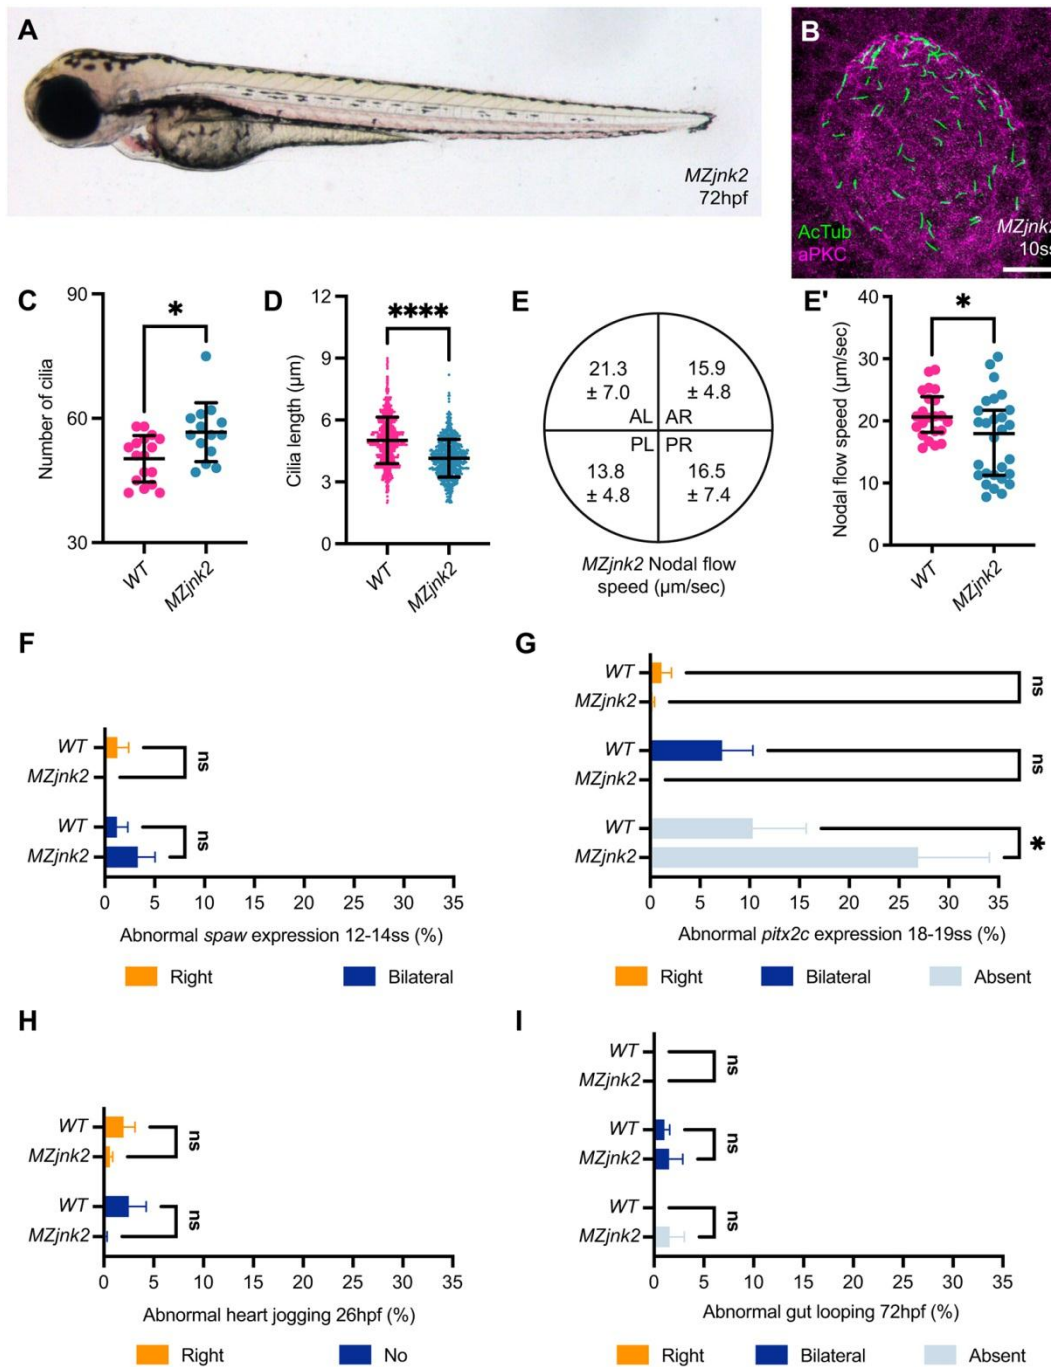 A
MZjnk2
72hpf
B
AcTub
aPKC
MZjnk2
10ss
C
90
60
30
Number of cilia
*
WT
MZjnk2
D
12
9
6
3
0
Cilia length (μm)
****
WT
MZjnk2
E
21.3
± 7.0
15.9
± 4.8
AL AR
PL PR
13.8
± 4.8
16.5
± 7.4
MZjnk2 Nodal flow
speed (μm/sec)
E'
40
30
20
10
0
Nodal flow speed (μm/sec)
*
WT
MZjnk2
F
WT
MZjnk2
ns
WT
MZjnk2
ns
0 5 10 15 20 25 30 35
Abnormal spaw expression 12-14ss (%)
Right Bilateral
G
WT
MZjnk2
ns
WT
MZjnk2
ns
WT
MZjnk2
*
0 5 10 15 20 25 30 35
Abnormal pitx2c expression 18-19ss (%)
Right Bilateral Absent
H
WT
MZjnk2
ns
WT
MZjnk2
ns
0 5 10 15 20 25 30 35
Abnormal heart jogging 26hpf (%)
Right No
I
WT
MZjnk2
ns
WT
MZjnk2
ns
WT
MZjnk2
ns
0 5 10 15 20 25 30 35
Abnormal gut looping 72hpf (%)
Right Bilateral Absent